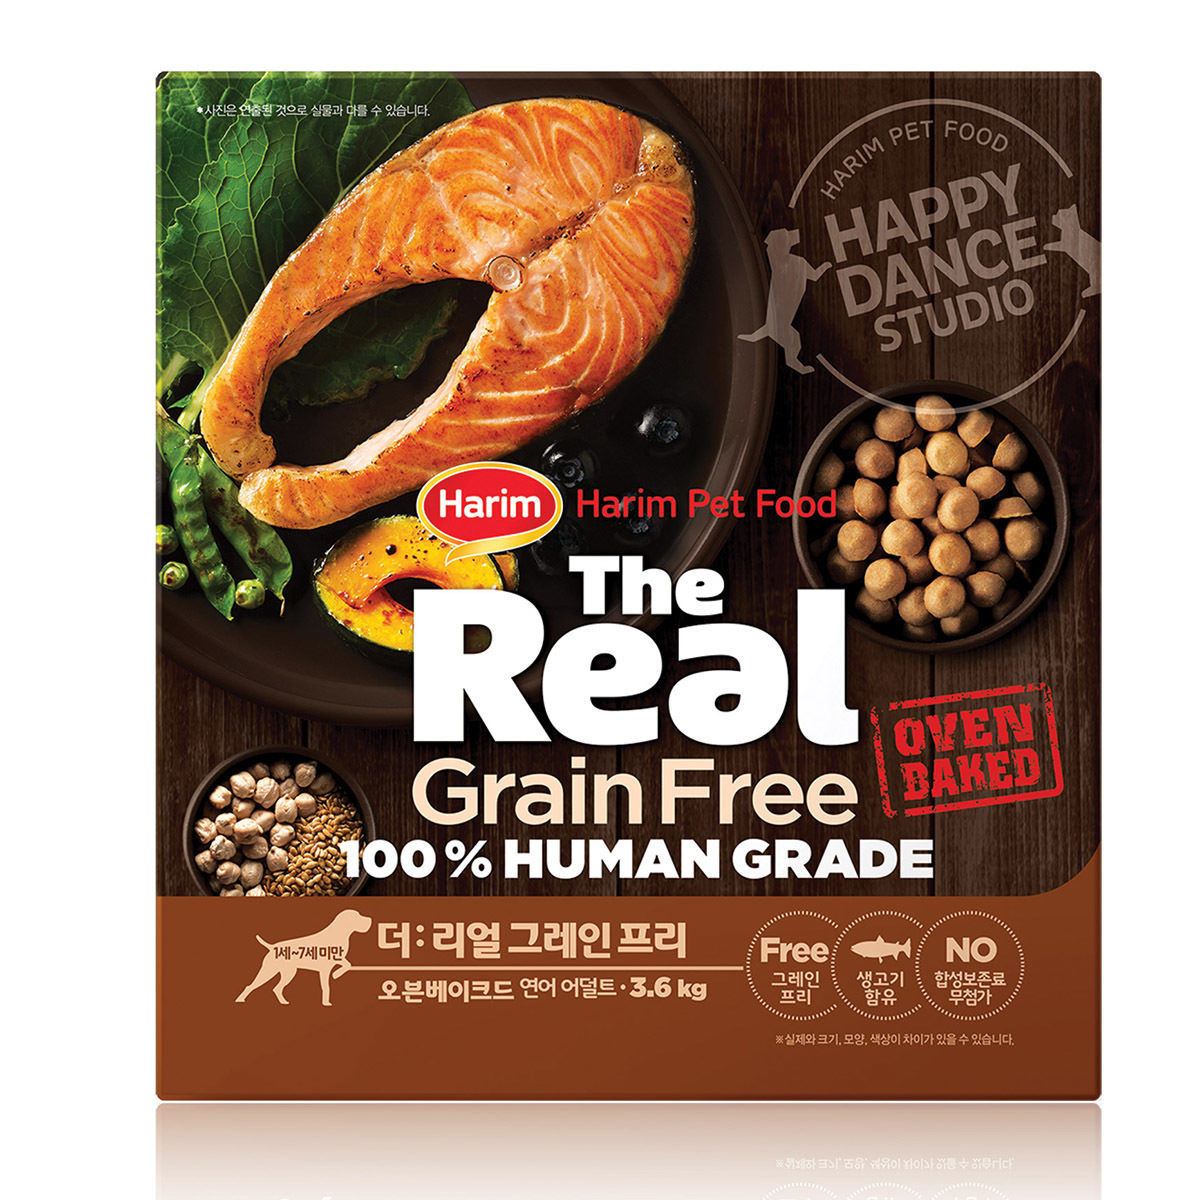 *사진은 연출된 것으로 실물과 다를 수 있습니다.
HARIM PET FOOD
HAPPY
DANCE
STUDIO
Harim
Harim Pet Food
The
Real
OVEN
BAKED
Grain Free
100% HUMAN GRADE
1세~7세미만
더:리얼 그레인 프리
오븐베이크드 연어 어덜트·3.6 kg
Free
그레인
프리
생고기
함유
NO
합성보존료
무첨가
※실제와 크기, 모양, 색상이 차이가 있을 수 있습니다.